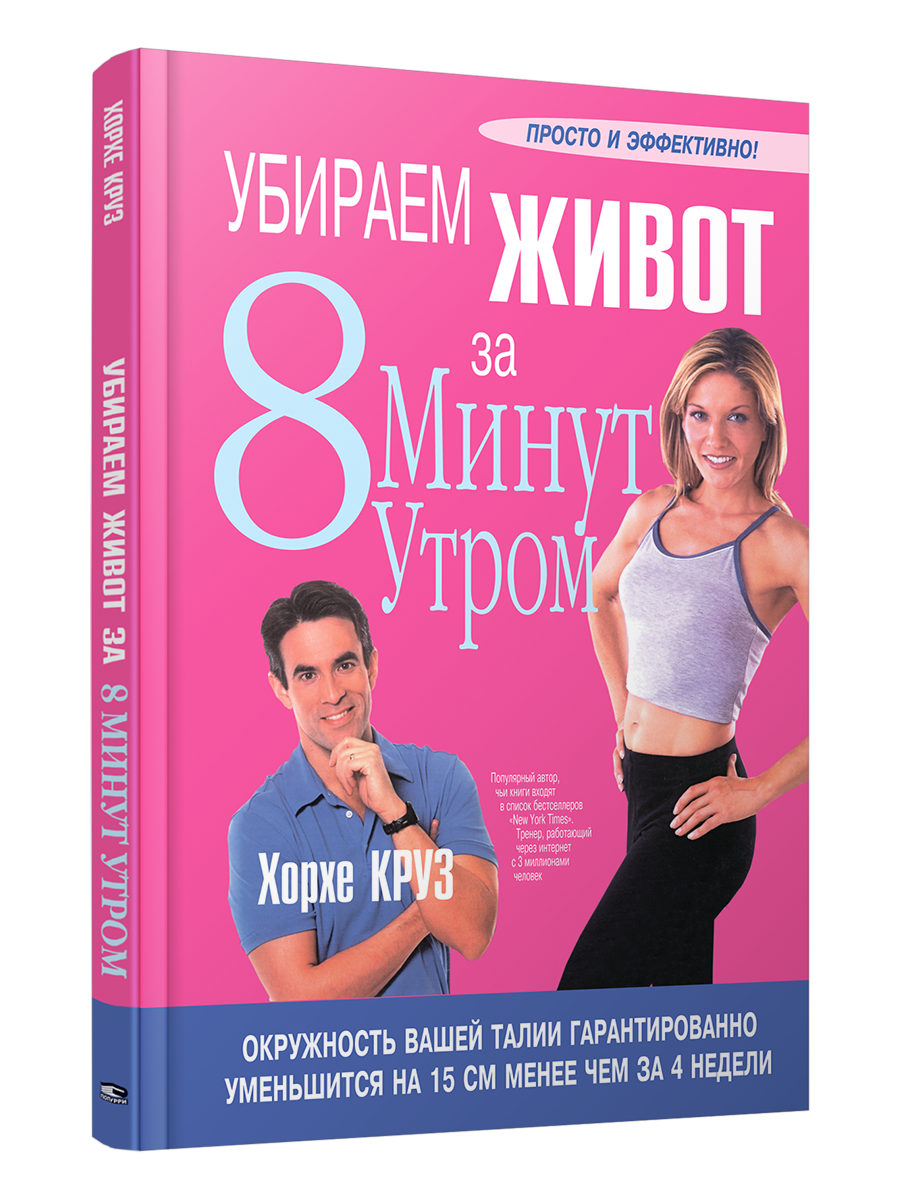 ХОРХЕ КРУЗ
УБИРАЕМ ЖИВОТ ЗА 8 МИНУТ УТРОМ
ПОПУРРИ
ПРОСТО И ЭФФЕКТИВНО!
УБИРАЕМ
ЖИВОТ
за
8 Минут
Утром
Популярный автор,
чьи книги входят
в список бестселлеров
«New York Times».
Тренер, работающий
через интернет
с 3 миллионами
человек
Хорхе КРУЗ
ОКРУЖНОСТЬ ВАШЕЙ ТАЛИИ ГАРАНТИРОВАННО
УМЕНЬШИТСЯ НА 15 СМ МЕНЕЕ ЧЕМ ЗА 4 НЕДЕЛИ